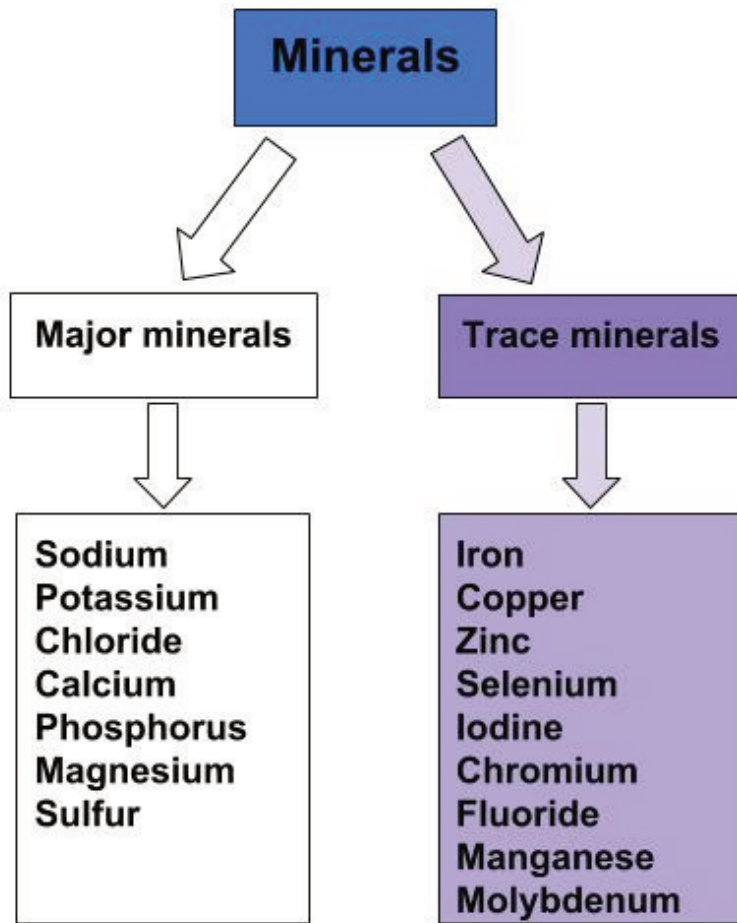 Minerals
Major minerals
Trace minerals
Sodium
Potassium
Chloride
Calcium
Phosphorus
Magnesium
Sulfur
Iron
Copper
Zinc
Selenium
Iodine
Chromium
Fluoride
Manganese
Molybdenum